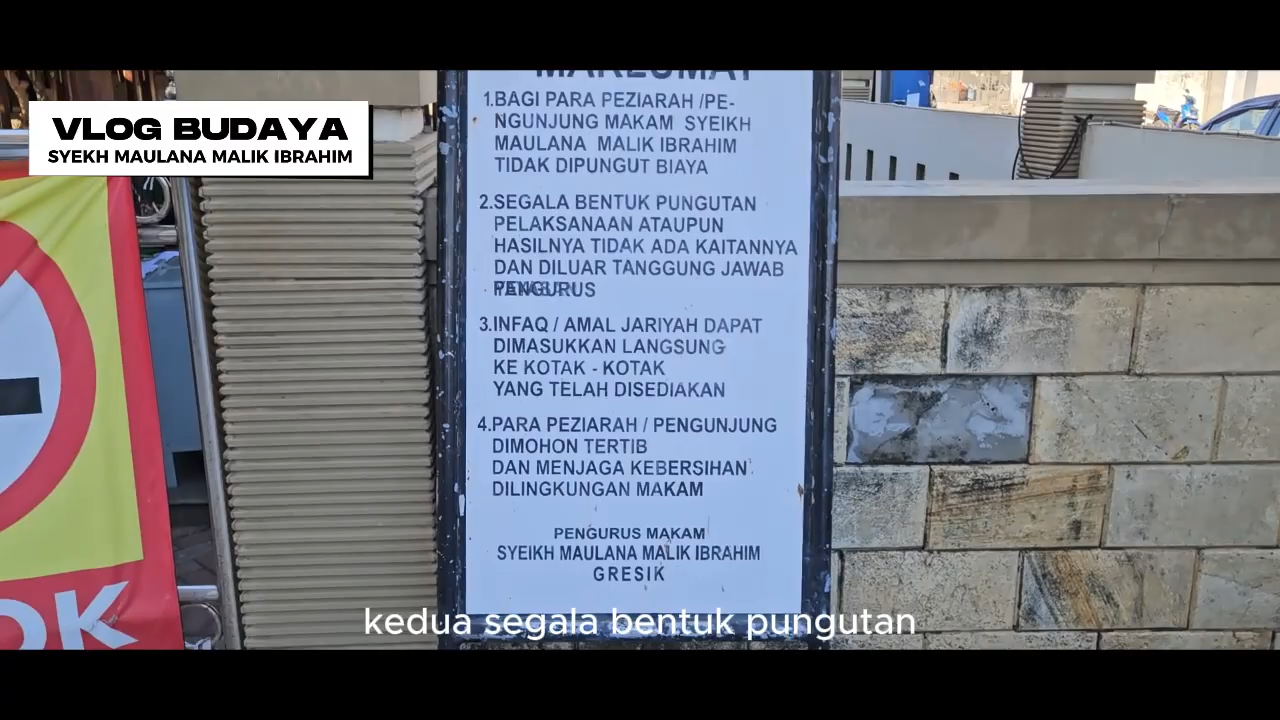 VLOG BUDAYA
SYEKH MAULANA MALIK IBRAHIM
MAKLUMAT
1.BAGI PARA PEZIARAH /PE-
NGUNJUNG MAKAM SYEIKH
MAULANA MALIK IBRAHIM
TIDAK DIPUNGUT BIAYA
2.SEGALA BENTUK PUNGUTAN
PELAKSANAAN ATAUPUN
HASILNYA TIDAK ADA KAITANNYA
DAN DILUAR TANGGUNG JAWAB
PENGURUS
3.INFAQ / AMAL JARIYAH DAPAT
DIMASUKKAN LANGSUNG
KE KOTAK - KOTAK
YANG TELAH DISEDIAKAN
4.PARA PEZIARAH / PENGUNJUNG
DIMOHON TERTIB
DAN MENJAGA KEBERSIHAN
DILINGKUNGAN MAKAM
PENGURUS MAKAM
SYEIKH MAULANA MALIK IBRAHIM
GRESIK
OK
kedua segala bentuk pungutan